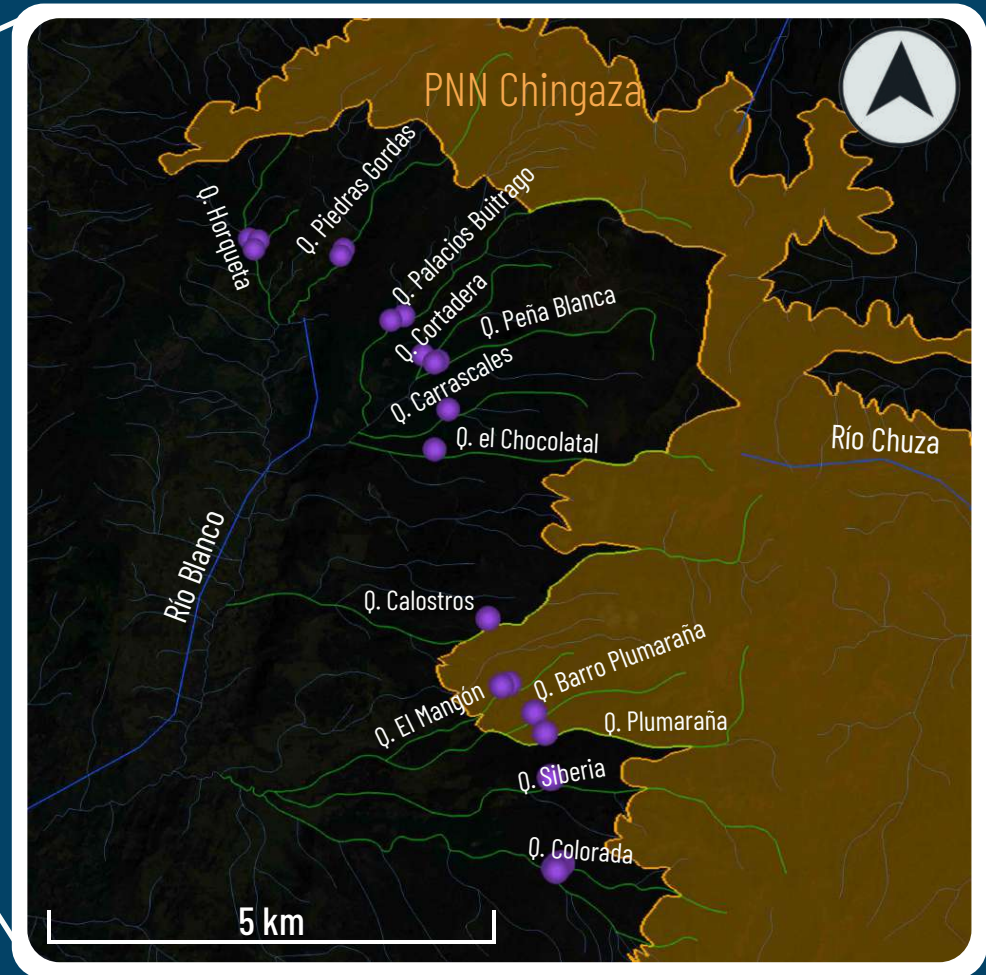 PNN Chingaza
Q. Horqueta
Q. Piedras Gordas
Q. Palacios Buitrago
Q. Cortadera
Q. Peña Blanca
Q. Carrascales
Q. el Chocolatal
Río Chuza
Río Blanco
Q. Calostros
Q. Barro Plumaraña
Q. El Mangón
Q. Plumaraña
Q. Siberia
Q. Colorada
5 km